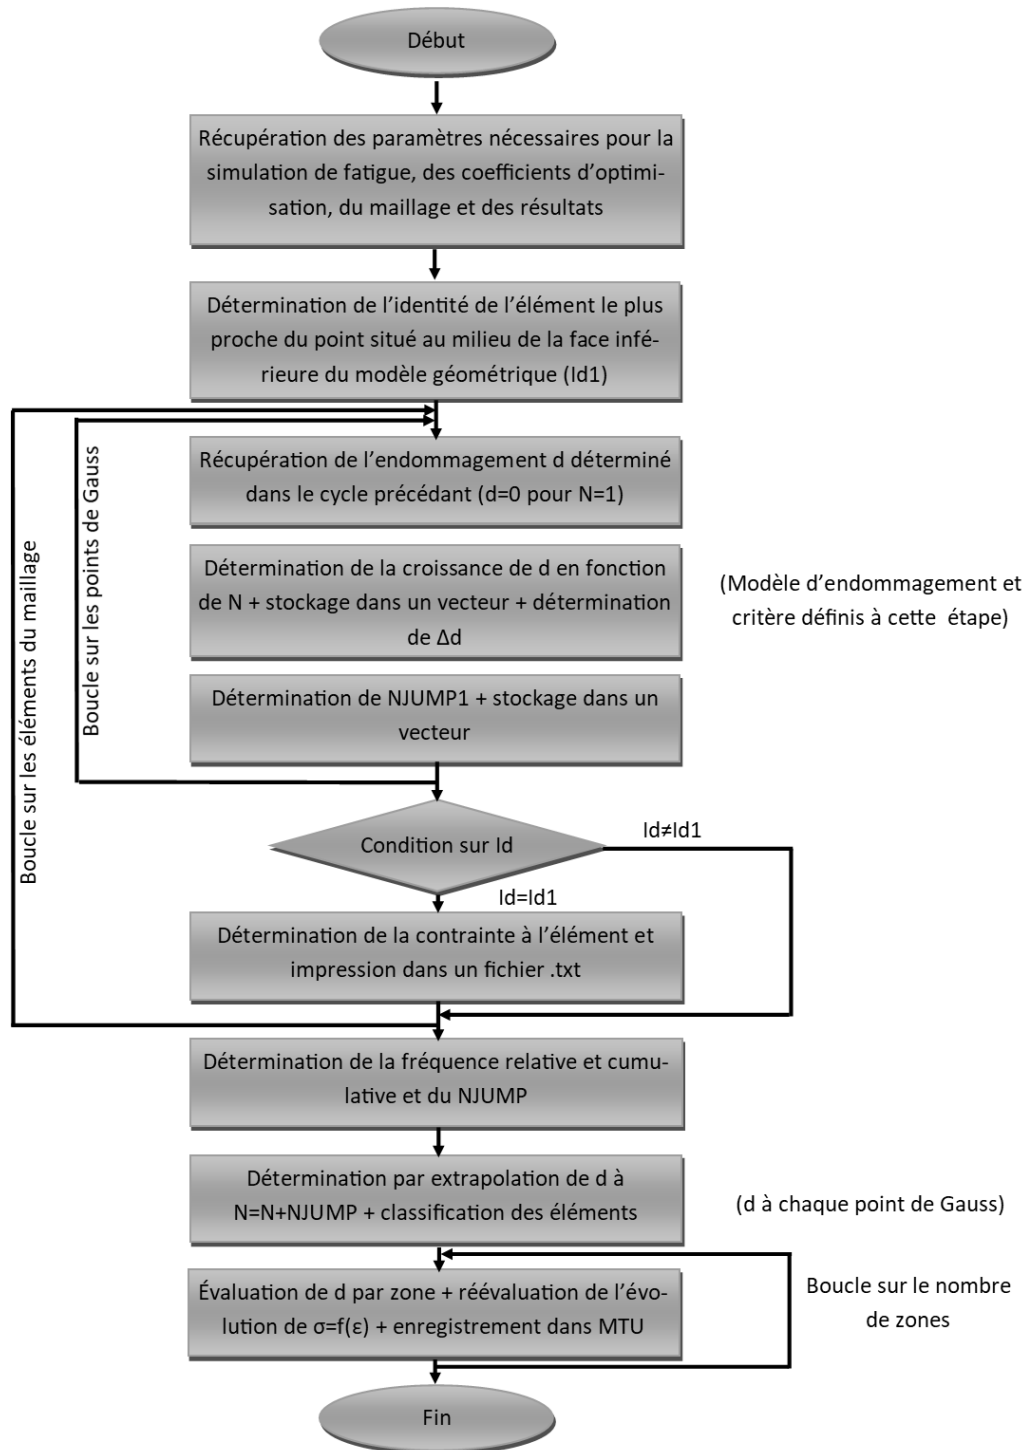 Début
Récupération des paramètres nécessaires pour la
simulation de fatigue, des coefficients d'optimi-
sation, du maillage et des résultats
Détermination de l'identité de l'élément le plus
proche du point situé au milieu de la face infé-
rieure du modèle géométrique (Id1)
Boucle sur les éléments du maillage
Boucle sur les points de Gauss
Récupération de l'endommagement d déterminé
dans le cycle précédant (d=0 pour N=1)
Détermination de la croissance de d en fonction
de N + stockage dans un vecteur + détermination
de Δd
(Modèle d'endommagement et
critère définis à cette étape)
Détermination de NJUMP1 + stockage dans un
vecteur
Condition sur Id
Id≠Id1
Id=Id1
Détermination de la contrainte à l'élément et
impression dans un fichier .txt
Détermination de la fréquence relative et cumu-
lative et du NJUMP
Détermination par extrapolation de d à
N=N+NJUMP + classification des éléments
(d à chaque point de Gauss)
Évaluation de d par zone + réévaluation de l'évo-
lution de σ=f(ε) + enregistrement dans MTU
Boucle sur le nombre
de zones
Fin